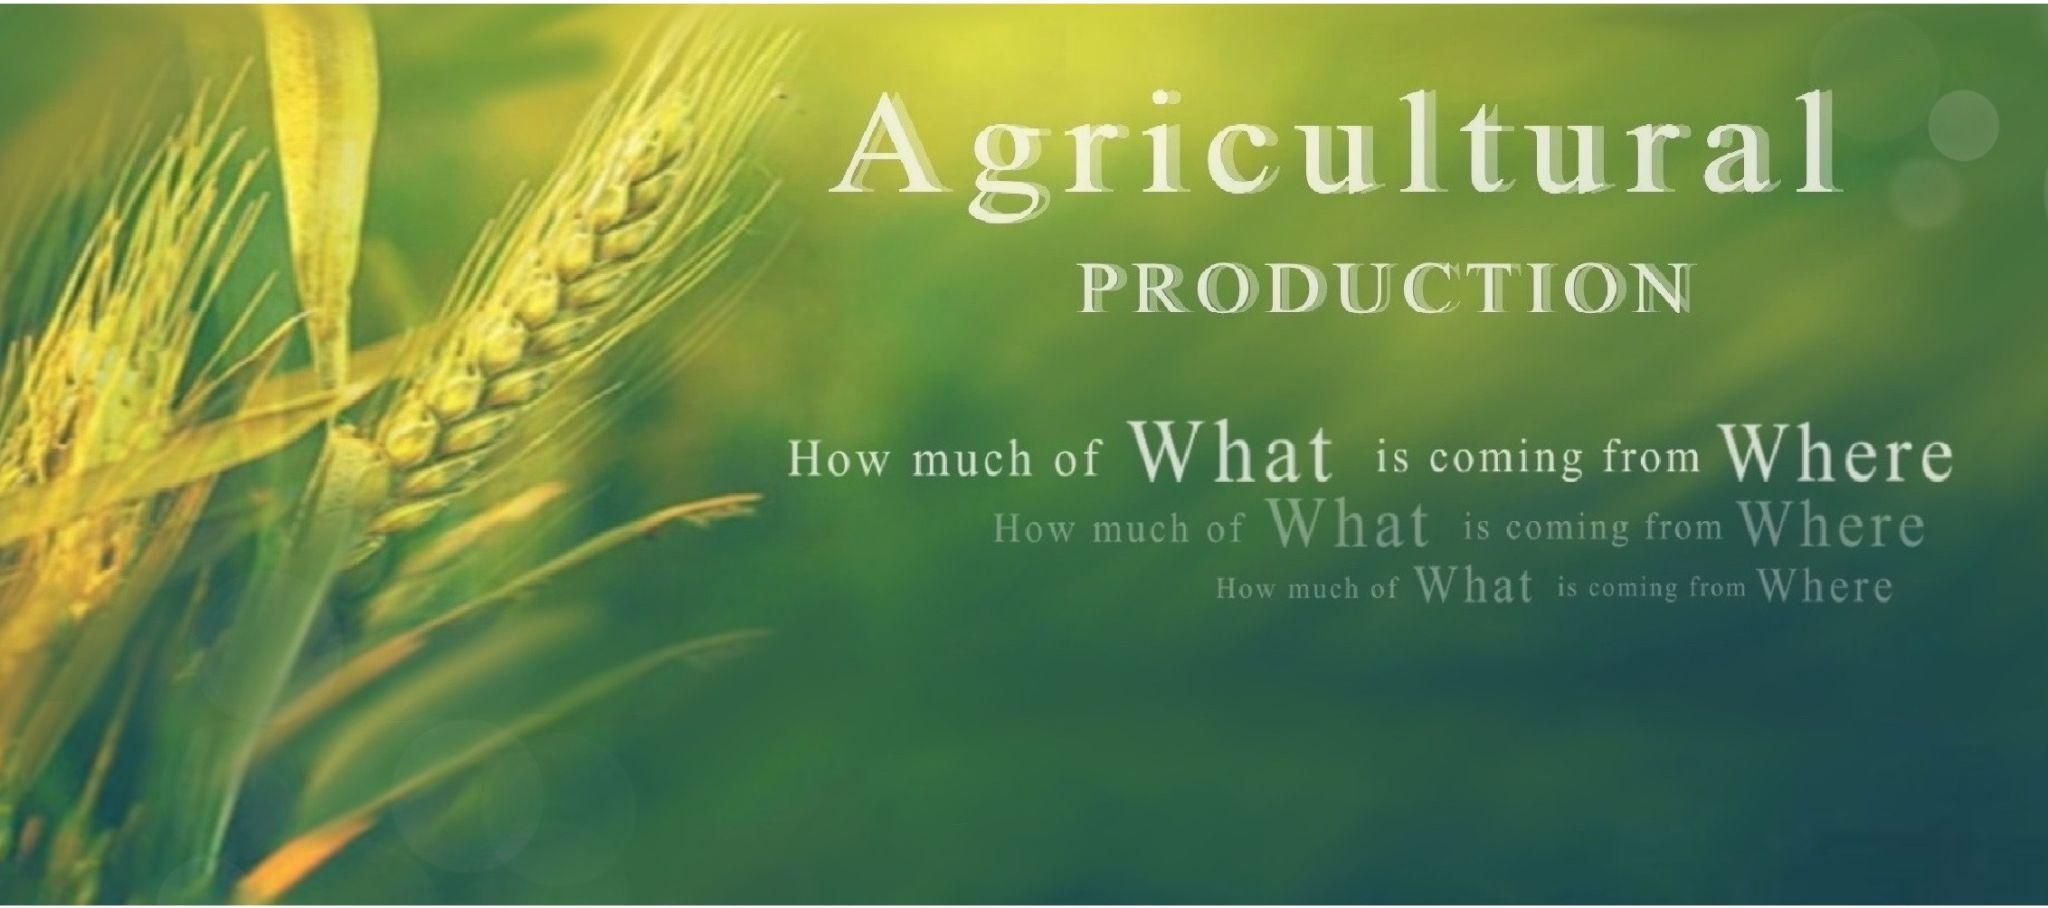 Agricultural
PRODUCTION
How much of What is coming from Where
How much of What is coming from Where
How much of What is coming from Where